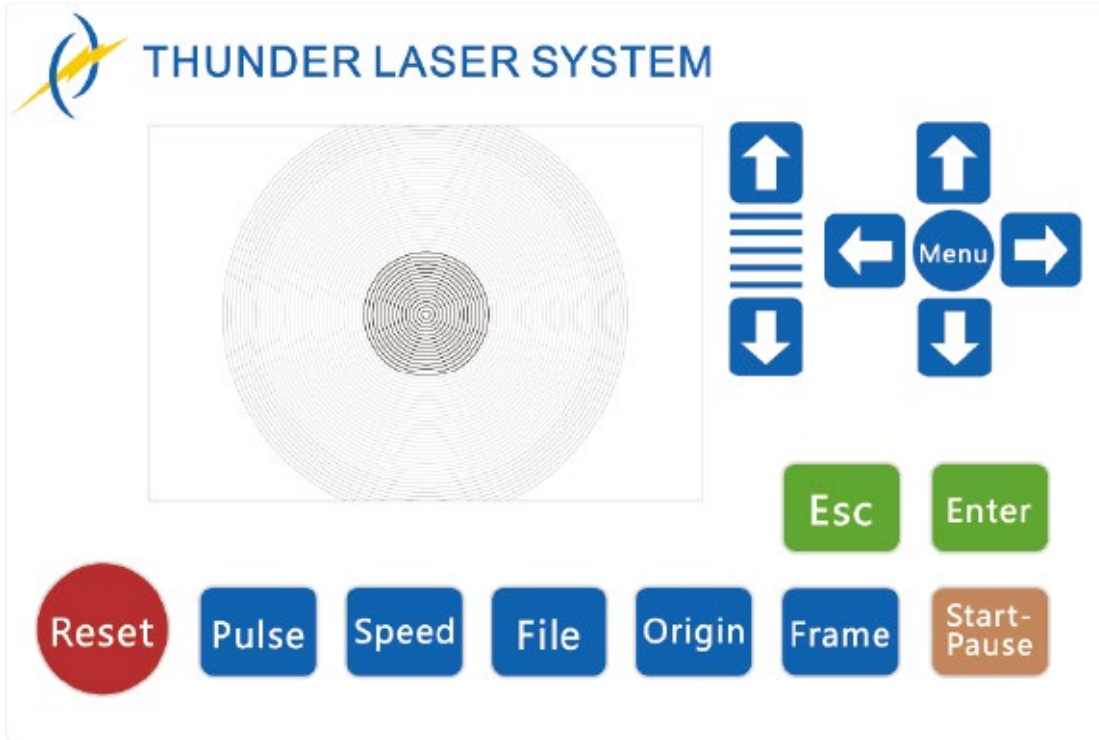 THUNDER LASER SYSTEM
Menu
Esc
Enter
Reset
Pulse
Speed
File
Origin
Frame
Start-
Pause